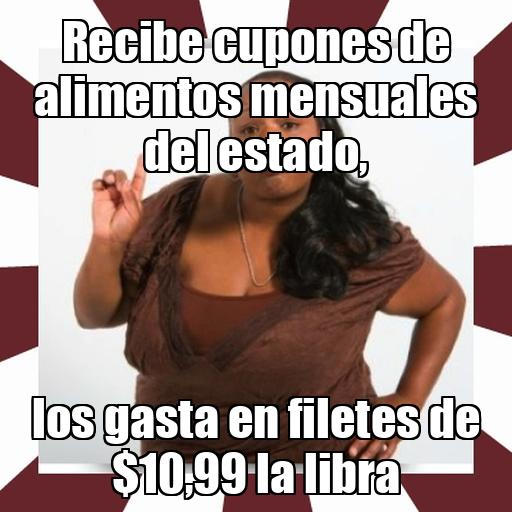 Recibe cupones de
alimentos mensuales
del estado,
los gasta en filetes de
$10,99 la libra